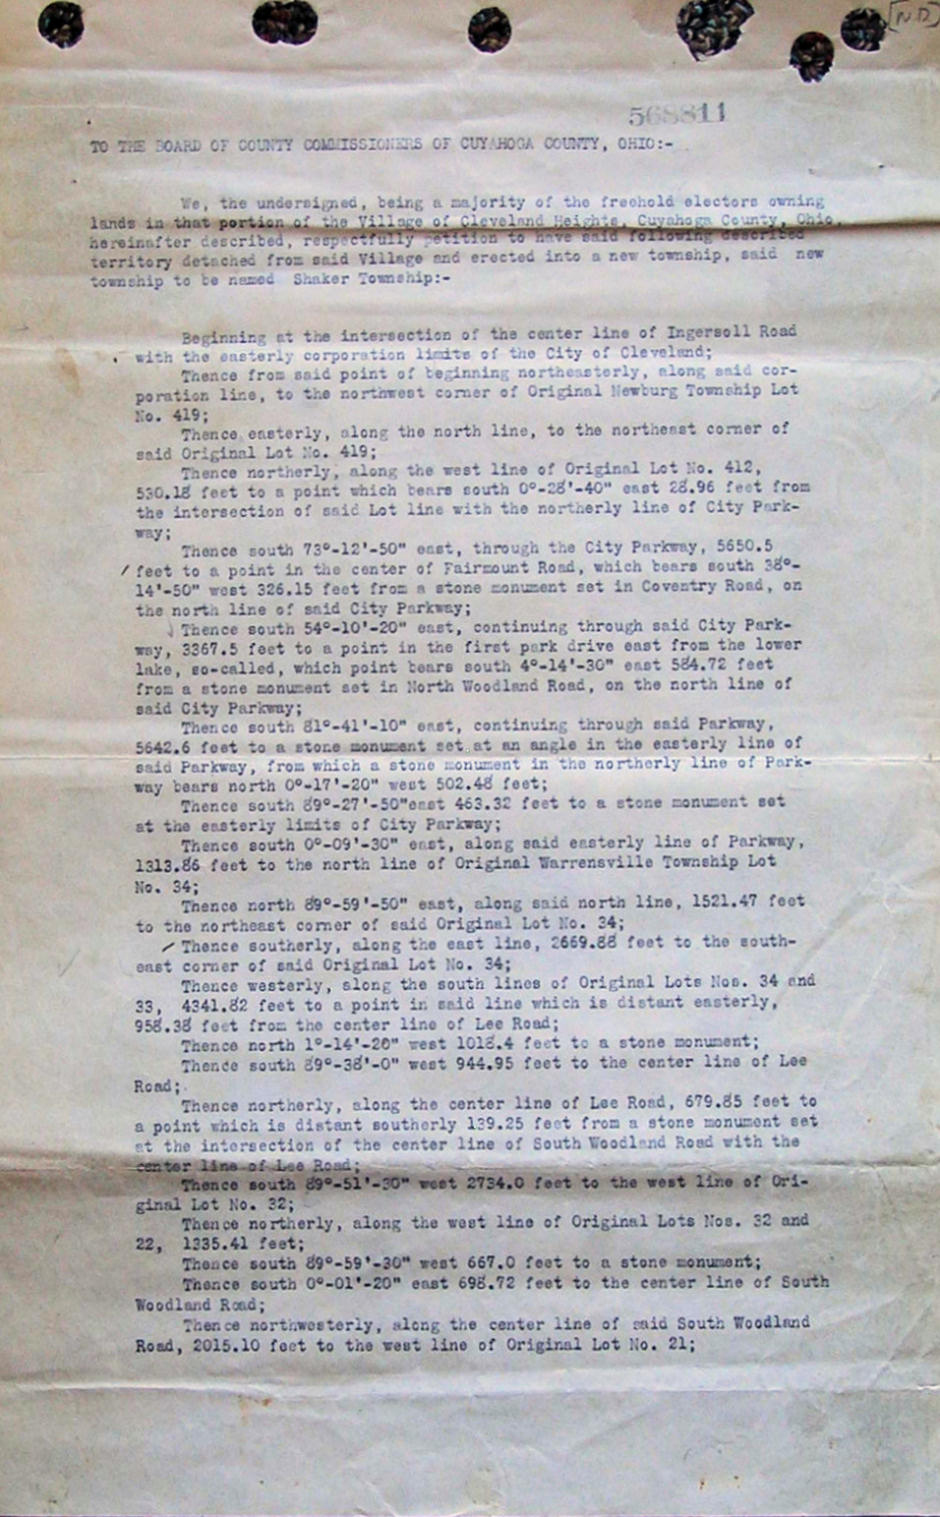 [N.D.]
568811
TO THE BOARD OF COUNTY COMMISSIONERS OF CUYAHOGA COUNTY, OHIO:-
We, the undersigned, being a majority of the freehold electors owning
lands in that portion of the Village of Cleveland Heights, Cuyahoga County, Ohio,
hereinafter described, respectfully petition to have said following described
territory detached from said Village and erected into a new township, said new
township to be named Shaker Township:-
Beginning at the intersection of the center line of Ingersoll Road
with the easterly corporation limits of the City of Cleveland;
Thence from said point of beginning northeasterly, along said cor-
poration line, to the northwest corner of Original Newburg Township Lot
No. 419;
Thence easterly, along the north line, to the northeast corner of
said Original Lot No. 419;
Thence northerly, along the west line of Original Lot No. 412,
530.18 feet to a point which bears south 0°-28'-40" east 28.96 feet from
the intersection of said Lot line with the northerly line of City Park-
way;
Thence south 73°-12'-50" east, through the City Parkway, 5650.5
feet to a point in the center of Fairmount Road, which bears south 38°-
14'-50" west 326.15 feet from a stone monument set in Coventry Road, on
the north line of said City Parkway;
Thence south 54°-10'-20" east, continuing through said City Park-
way, 3367.5 feet to a point in the first park drive east from the lower
lake, so-called, which point bears south 4°-14'-30" east 584.72 feet
from a stone monument set in North Woodland Road, on the north line of
said City Parkway;
Thence south 81°-41'-10" east, continuing through said Parkway,
5642.6 feet to a stone monument set at an angle in the easterly line of
said Parkway, from which a stone monument in the northerly line of Park-
way bears north 0°-17'-20" west 502.48 feet;
Thence south 89°-27'-50"east 463.32 feet to a stone monument set
at the easterly limits of City Parkway;
Thence south 0°-09'-30" east, along said easterly line of Parkway,
1313.86 feet to the north line of Original Warrensville Township Lot
No. 34;
Thence north 89°-59'-50" east, along said north line, 1521.47 feet
to the northeast corner of said Original Lot No. 34;
Thence southerly, along the east line, 2669.88 feet to the south-
east corner of said Original Lot No. 34;
Thence westerly, along the south lines of Original Lots Nos. 34 and
33, 4341.82 feet to a point in said line which is distant easterly,
958.38 feet from the center line of Lee Road;
Thence north 1°-14'-20" west 1018.4 feet to a stone monument;
Thence south 89°-38'-0" west 944.95 feet to the center line of Lee
Road;
Thence northerly, along the center line of Lee Road, 679.85 feet to
a point which is distant southerly 139.25 feet from a stone monument set
at the intersection of the center line of South Woodland Road with the
center line of Lee Road;
Thence south 89°-51'-30" west 2734.0 feet to the west line of Ori-
ginal Lot No. 32;
Thence northerly, along the west line of Original Lots Nos. 32 and
22, 1335.41 feet;
Thence south 89°-59'-30" west 667.0 feet to a stone monument;
Thence south 0°-01'-20" east 698.72 feet to the center line of South
Woodland Road;
Thence northwesterly, along the center line of said South Woodland
Road, 2015.10 feet to the west line of Original Lot No. 21;